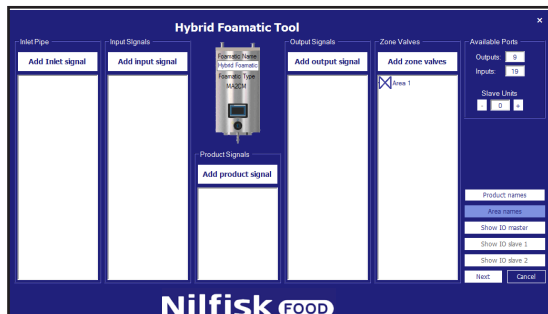 Hybrid Foamatic Tool
×
Inlet Pipe
Add Inlet signal
Input Signals
Add input signal
Foamatic Name
Hybrid Foamatic
Foamatic Type
MA2CM
Product Signals
Add product signal
Output Signals
Add output signal
Zone Valves
Add zone valves
Area 1
Available Ports
Outputs: 9
Inputs: 19
Slave Units
- 0 +
Product names
Area names
Show IO master
Show IO slave 1
Show IO slave 2
Next Cancel
Nilfisk FOOD